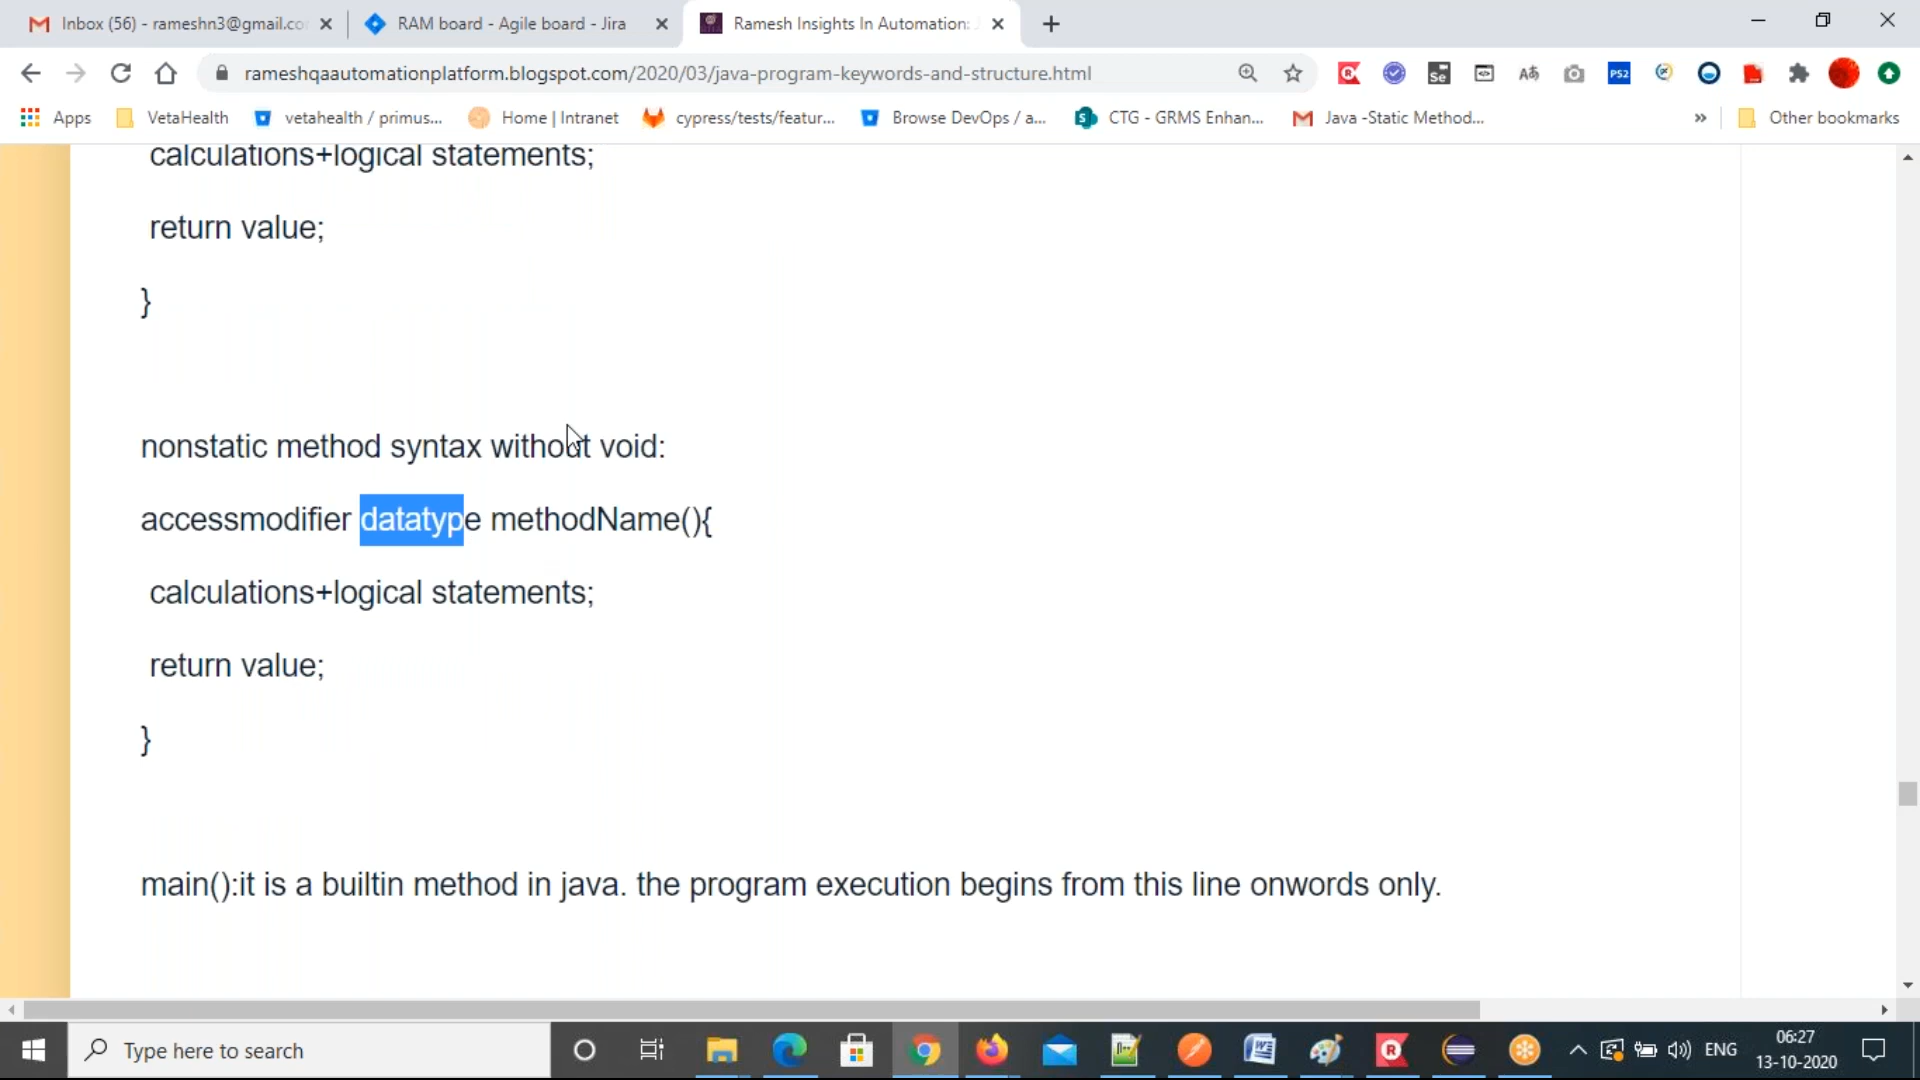 Inbox (56) - rameshn3@gmail.co
RAM board - Agile board - Jira
Ramesh Insights In Automation:
rameshqaautomationplatform.blogspot.com/2020/03/java-program-keywords-and-structure.html
Apps
VetaHealth
vetahealth / primus...
Home | Intranet
cypress/tests/featur...
Browse DevOps / a...
CTG - GRMS Enhan...
Java -Static Method...
»
Other bookmarks
calculations+logical statements;
return value;
}
nonstatic method syntax without void:
accessmodifier datatype methodName(){
calculations+logical statements;
return value;
}
main():it is a builtin method in java. the program execution begins from this line onwords only.
Type here to search
ENG
06:27
13-10-2020